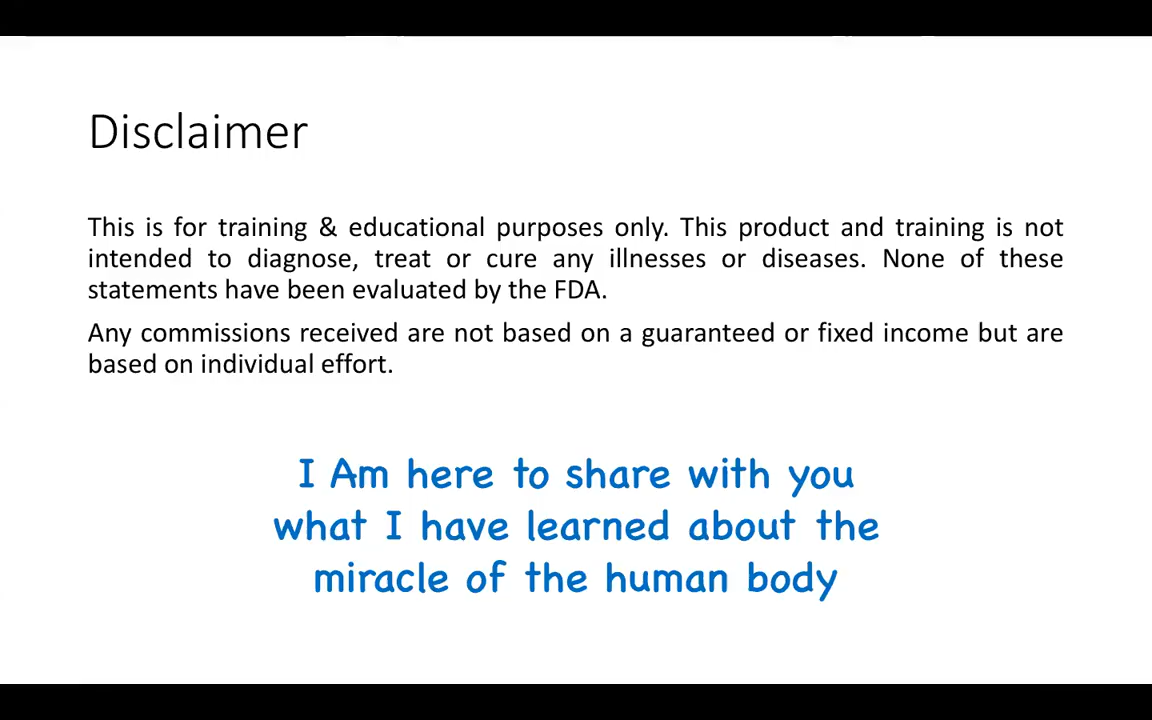 Disclaimer
This is for training & educational purposes only. This product and training is not
intended to diagnose, treat or cure any illnesses or diseases. None of these
statements have been evaluated by the FDA.
Any commissions received are not based on a guaranteed or fixed income but are
based on individual effort.
I Am here to share with you
what I have learned about the
miracle of the human body